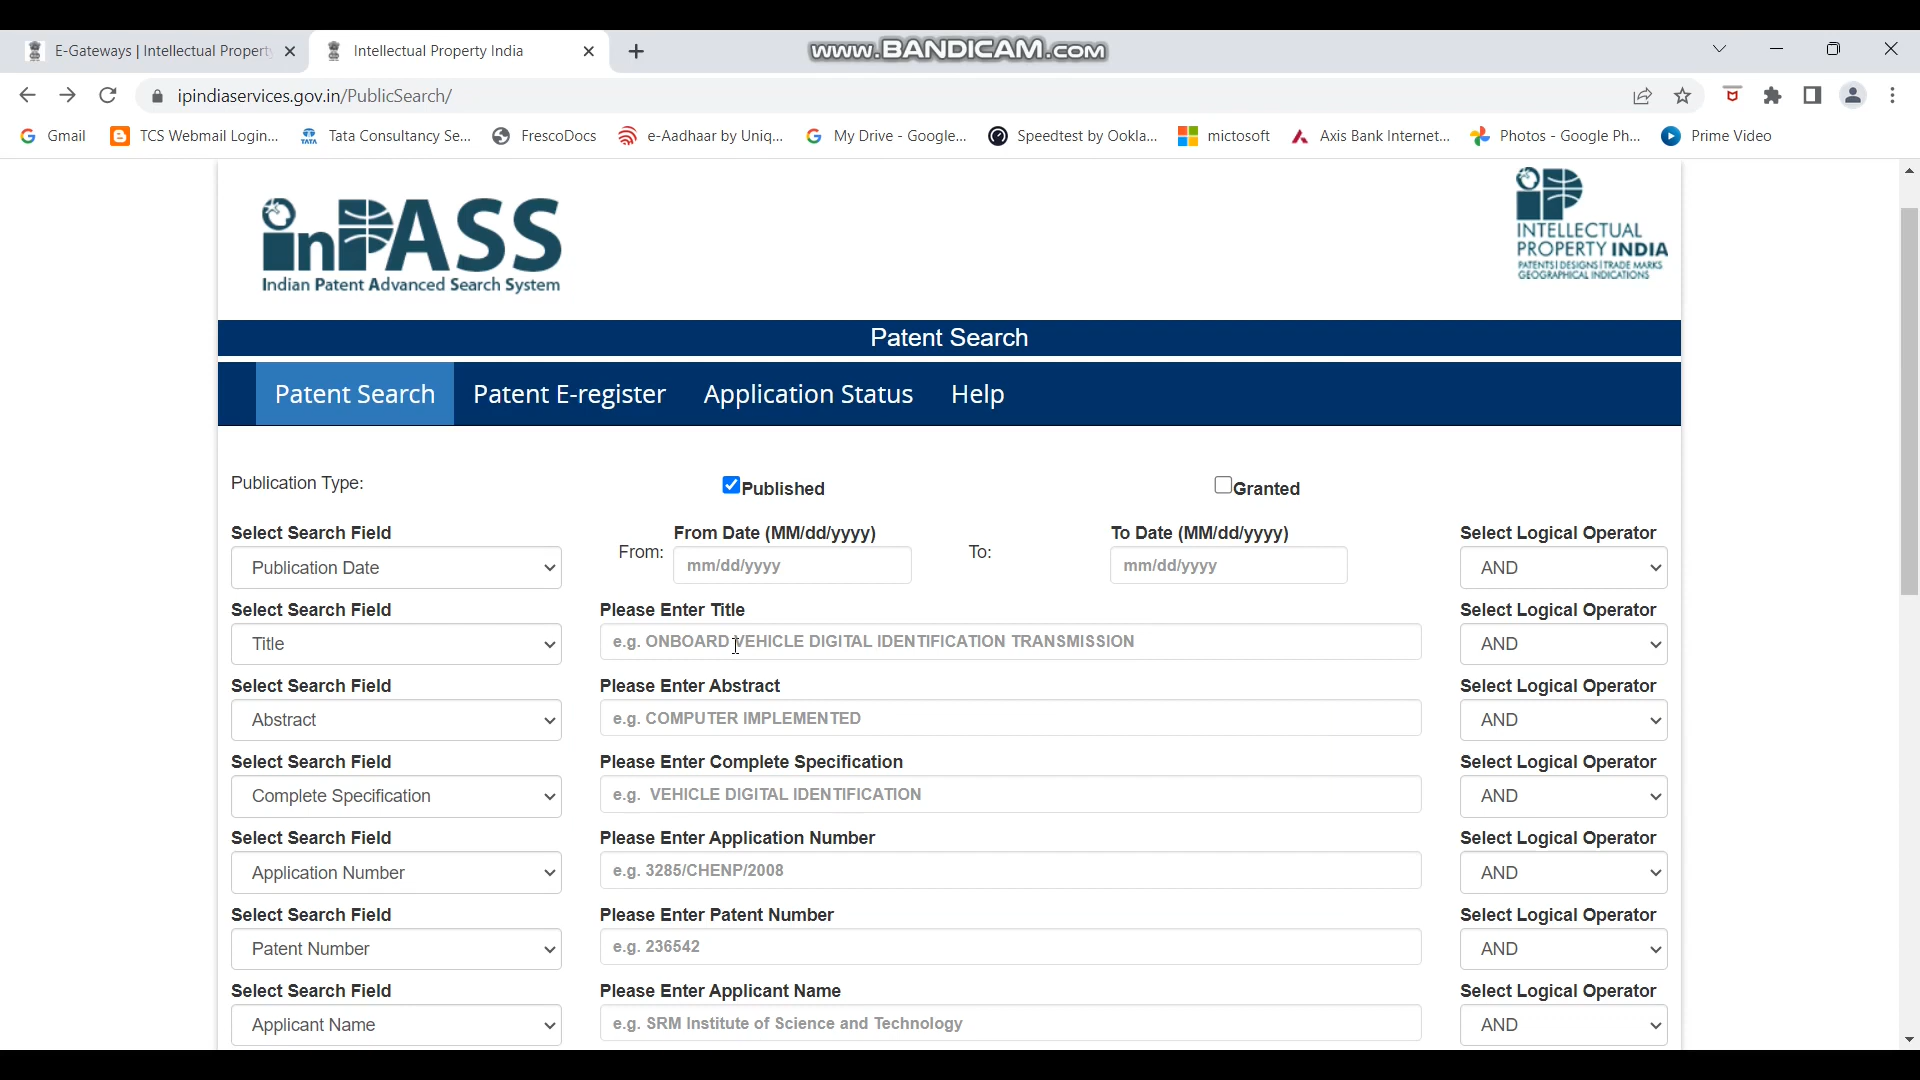 E-Gateways | Intellectual Propert
Intellectual Property India
www.BANDICAM.com
ipindiaservices.gov.in/PublicSearch/
Gmail
TCS Webmail Login...
Tata Consultancy Se...
FrescoDocs
e-Aadhaar by Uniq...
My Drive - Google...
Speedtest by Ookla...
mictosoft
Axis Bank Internet...
Photos - Google Ph...
Prime Video
inPASS
Indian Patent Advanced Search System
INTELLECTUAL
PROPERTY INDIA
PATENTS | DESIGNS | TRADE MARKS
GEOGRAPHICAL INDICATIONS
Patent Search
Patent Search Patent E-register Application Status Help
Publication Type: Published Granted
Select Search Field From Date (MM/dd/yyyy) To Date (MM/dd/yyyy) Select Logical Operator
Publication Date From: mm/dd/yyyy To: mm/dd/yyyy AND
Select Search Field Please Enter Title Select Logical Operator
Title e.g. ONBOARD VEHICLE DIGITAL IDENTIFICATION TRANSMISSION AND
Select Search Field Please Enter Abstract Select Logical Operator
Abstract e.g. COMPUTER IMPLEMENTED AND
Select Search Field Please Enter Complete Specification Select Logical Operator
Complete Specification e.g. VEHICLE DIGITAL IDENTIFICATION AND
Select Search Field Please Enter Application Number Select Logical Operator
Application Number e.g. 3285/CHENP/2008 AND
Select Search Field Please Enter Patent Number Select Logical Operator
Patent Number e.g. 236542 AND
Select Search Field Please Enter Applicant Name Select Logical Operator
Applicant Name e.g. SRM Institute of Science and Technology AND